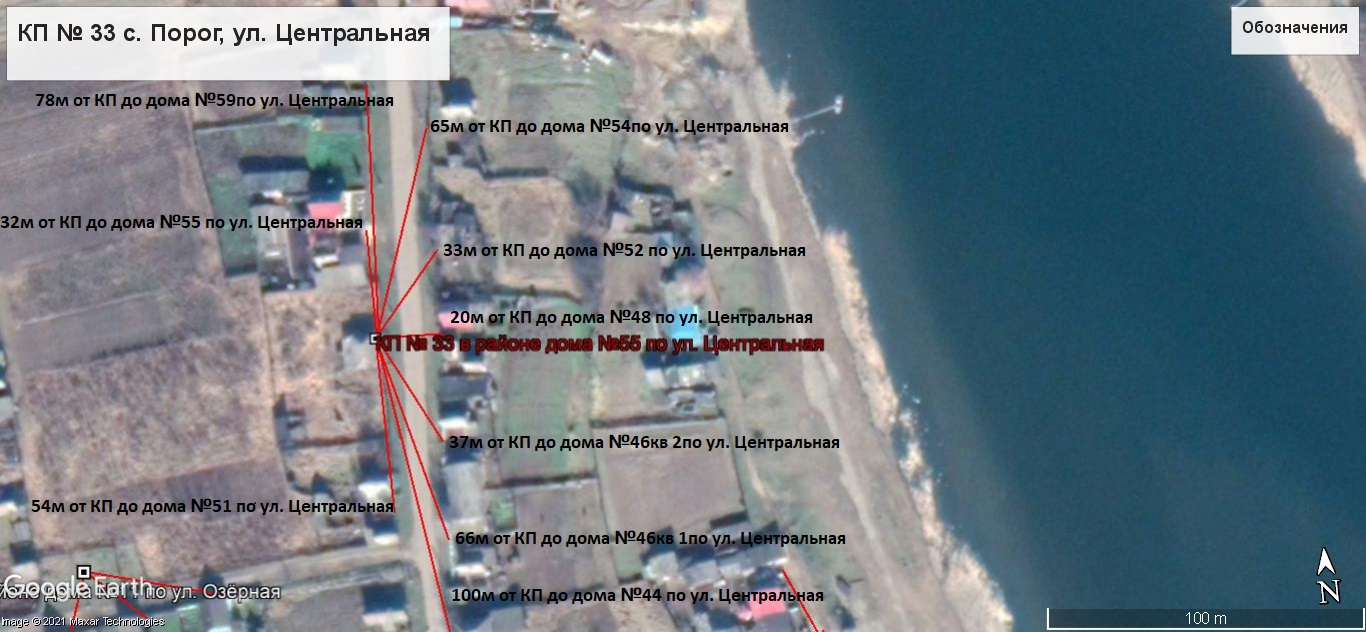 КП № 33 с. Порог, ул. Центральная
Обозначения
78м от КП до дома №59по ул. Центральная
65м от КП до дома №54по ул. Центральная
32м от КП до дома №55 по ул. Центральная
33м от КП до дома №52 по ул. Центральная
20м от КП до дома №48 по ул. Центральная
КП № 33 в районе дома №55 по ул. Центральная
37м от КП до дома №46кв 2по ул. Центральная
54м от КП до дома №51 по ул. Центральная
66м от КП до дома №46кв 1по ул. Центральная
100м от КП до дома №44 по ул. Центральная
Google Earth
по ул. Озёрная
Image © 2021 Maxar Technologies
N
100 m